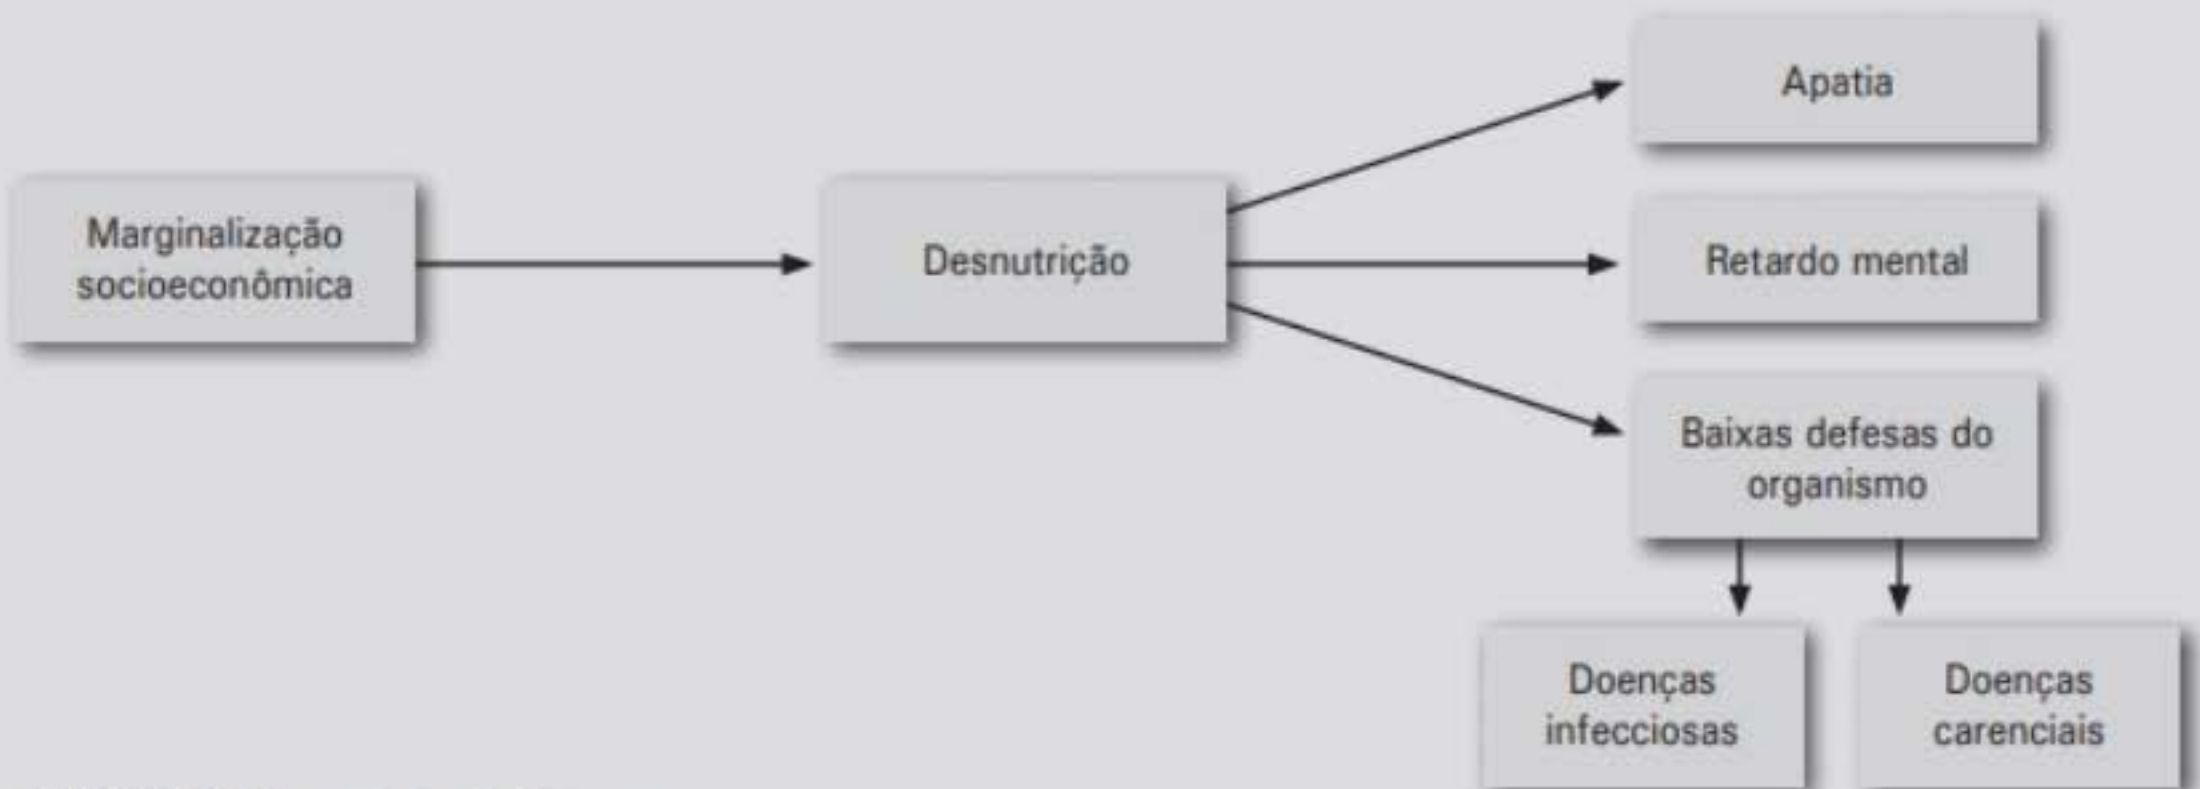 Marginalização
socioeconômica
Desnutrição
Apatia
Retardo mental
Baixas defesas do
organismo
Doenças
infecciosas
Doenças
carenciais